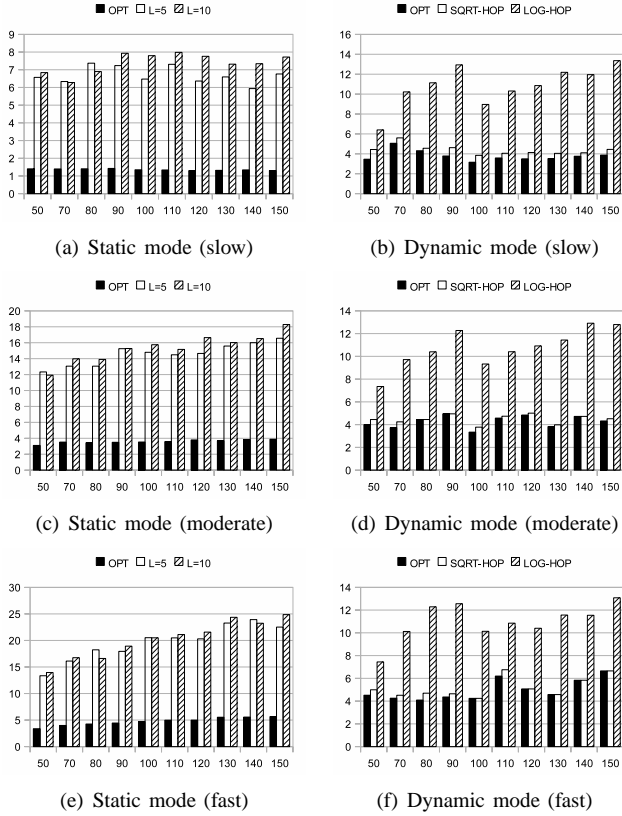 OPT L=5 L=10
9
8
7
6
5
4
3
2
1
0
50 70 80 90 100 110 120 130 140 150
(a) Static mode (slow)
OPT SQRT-HOP LOG-HOP
16
14
12
10
8
6
4
2
0
50 70 80 90 100 110 120 130 140 150
(b) Dynamic mode (slow)
OPT L=5 L=10
20
18
16
14
12
10
8
6
4
2
0
50 70 80 90 100 110 120 130 140 150
(c) Static mode (moderate)
OPT SQRT-HOP LOG-HOP
14
12
10
8
6
4
2
0
50 70 80 90 100 110 120 130 140 150
(d) Dynamic mode (moderate)
OPT L=5 L=10
30
25
20
15
10
5
0
50 70 80 90 100 110 120 130 140 150
(e) Static mode (fast)
OPT SQRT-HOP LOG-HOP
14
12
10
8
6
4
2
0
50 70 80 90 100 110 120 130 140 150
(f) Dynamic mode (fast)